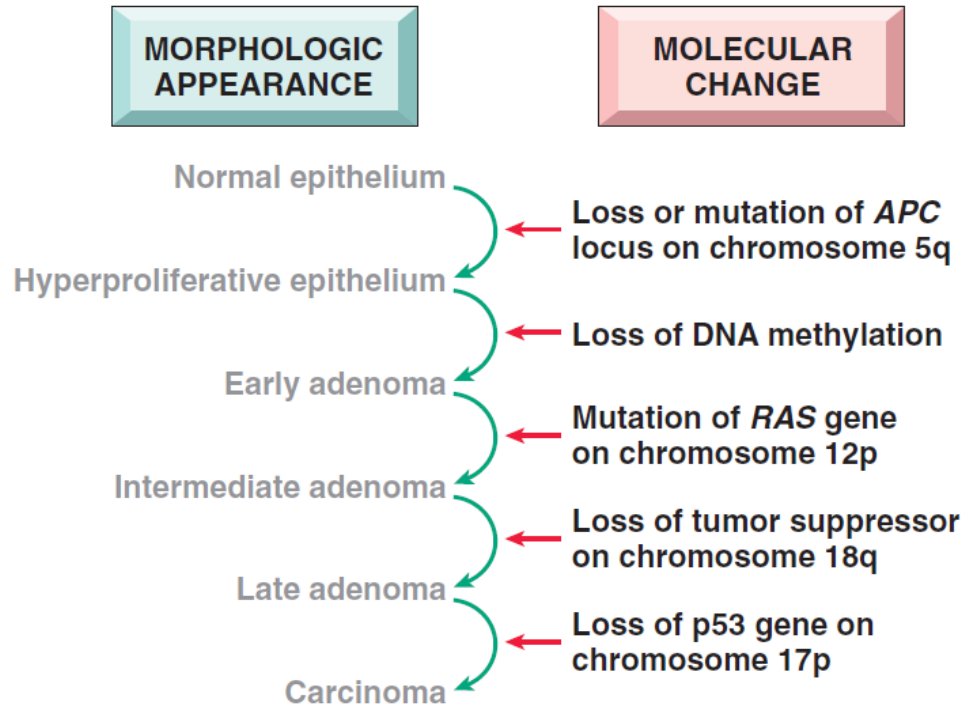 MORPHOLOGIC
APPEARANCE
MOLECULAR
CHANGE
Normal epithelium
Loss or mutation of APC
locus on chromosome 5q
Hyperproliferative epithelium
Loss of DNA methylation
Early adenoma
Mutation of RAS gene
on chromosome 12p
Intermediate adenoma
Loss of tumor suppressor
on chromosome 18q
Late adenoma
Loss of p53 gene on
chromosome 17p
Carcinoma